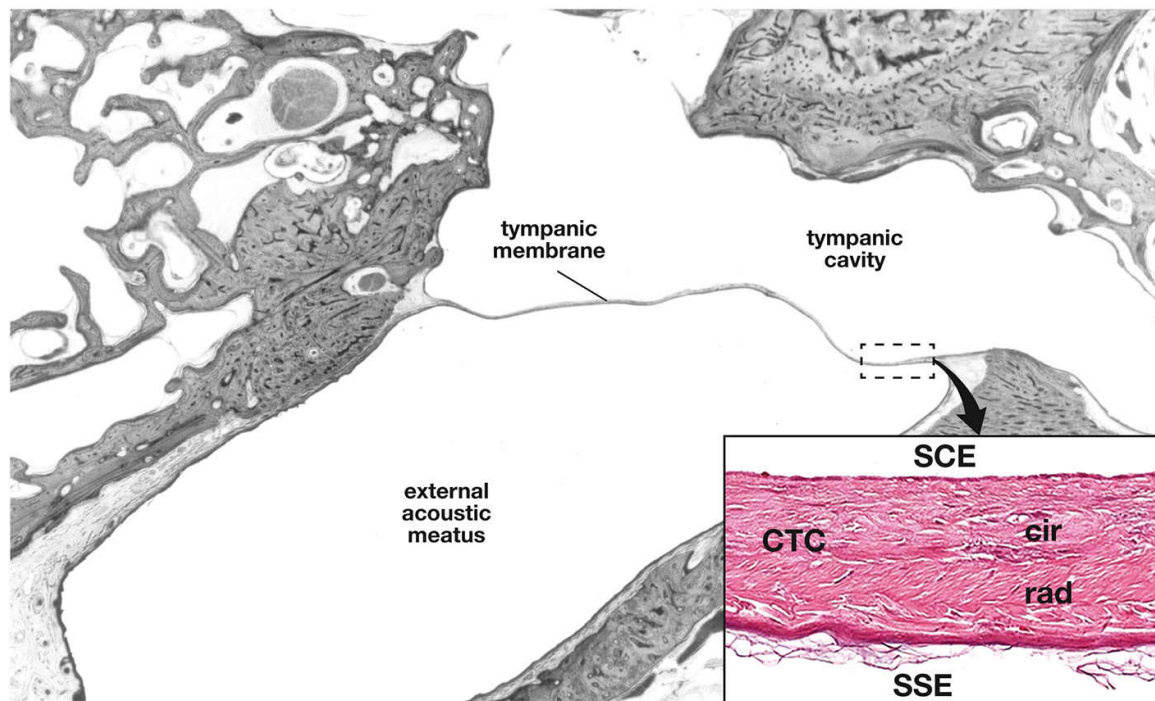 tympanic
membrane
tympanic
cavity
external
acoustic
meatus
SCE
CTC
cir
rad
SSE